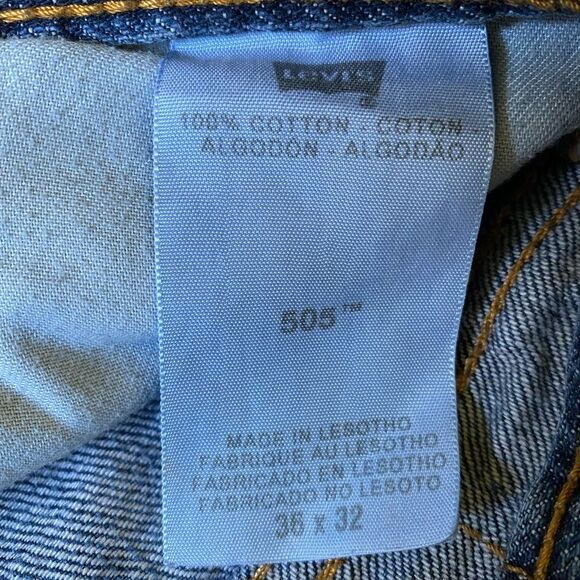 LEVI'S
®
100% COTTON - COTON -
ALGODÓN - ALGODÃO
505™
MADE IN LESOTHO
FABRIQUE AU LESOTHO
FABRICADO EN LESOTHO
FABRICADO NO LESOTO
36 x 32